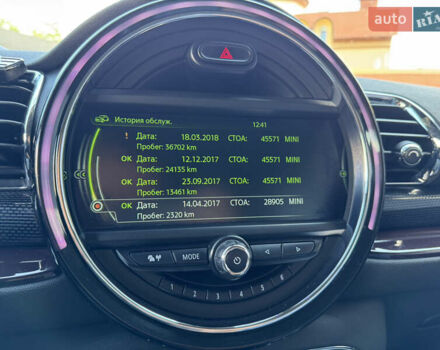 auto RIA
История обслуж. 12:41
! Дата: 18.03.2018 СТОА: 45571 MINI
Пробег: 36702 km
OK Дата: 12.12.2017 СТОА: 45571 MINI
Пробег: 24135 km
OK Дата: 23.09.2017 СТОА: 45571 MINI
Пробег: 13461 km
OK Дата: 14.04.2017 СТОА: 28905 MINI
Пробег: 2320 km
MODE
1 2 3 4 5 6